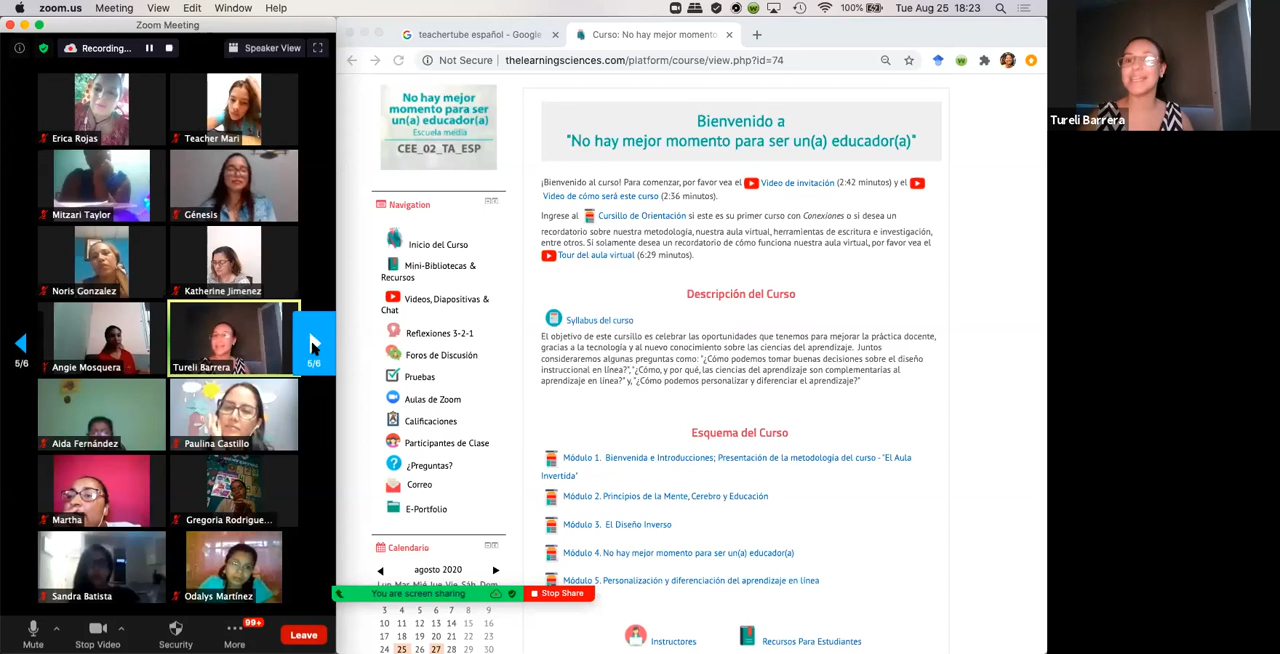 zoom.us Meeting View Edit Window Help
100% Tue Aug 25 18:23
Zoom Meeting
Recording...
Speaker View
Erica Rojas
Teacher Mari
Mitzari Taylor
Génesis
Noris Gonzalez
Katherine Jimenez
Angie Mosquera
Tureli Barrera
5/6
5/6
Aida Fernández
Paulina Castillo
Martha
Gregoria Rodrigue...
Sandra Batista
Odalys Martínez
Mute
Stop Video
Security
99+
More
Leave
teachertube español - Google
Curso: No hay mejor momento
Not Secure
thelearningsciences.com/platform/course/view.php?id=74
No hay mejor
momento para ser
un(a) educador(a)
Escuela media
CEE_02_TA_ESP
Navigation
Inicio del Curso
Mini-Bibliotecas &
Recursos
Videos, Diapositivas &
Chat
Reflexiones 3-2-1
Foros de Discusión
Pruebas
Aulas de Zoom
Calificaciones
Participantes de Clase
¿Preguntas?
Correo
E-Portfolio
Calendario
agosto 2020
Lun Mar Mié Jue Vie Sáb Dom
You are screen sharing
Stop Share
3 4 5 6 7 8 9
10 11 12 13 14 15 16
17 18 19 20 21 22 23
24 25 26 27 28 29 30
Bienvenido a
"No hay mejor momento para ser un(a) educador(a)"
¡Bienvenido al curso! Para comenzar, por favor vea el Video de invitación (2:42 minutos) y el
Video de cómo será este curso (2:36 minutos).
Ingrese al Cursillo de Orientación si este es su primer curso con Conexiones o si desea un
recordatorio sobre nuestra metodología, nuestra aula virtual, herramientas de escritura e investigación,
entre otros. Si solamente desea un recordatorio de cómo funciona nuestra aula virtual, por favor vea el
Tour del aula virtual (6:29 minutos).
Descripción del Curso
Syllabus del curso
El objetivo de este cursillo es celebrar las oportunidades que tenemos para mejorar la práctica docente,
gracias a la tecnología y al nuevo conocimiento sobre las ciencias del aprendizaje. Juntos
consideraremos algunas preguntas como: "¿Cómo podemos tomar buenas decisiones sobre el diseño
instruccional en línea?", "¿Cómo, y por qué, las ciencias del aprendizaje son complementarias al
aprendizaje en línea?" y, "¿Cómo podemos personalizar y diferenciar el aprendizaje?"
Esquema del Curso
Módulo 1. Bienvenida e Introducciones; Presentación de la metodología del curso - "El Aula
Invertida"
Módulo 2. Principios de la Mente, Cerebro y Educación
Módulo 3. El Diseño Inverso
Módulo 4. No hay mejor momento para ser un(a) educador(a)
Módulo 5. Personalización y diferenciación del aprendizaje en línea
Instructores
Recursos Para Estudiantes
Tureli Barrera